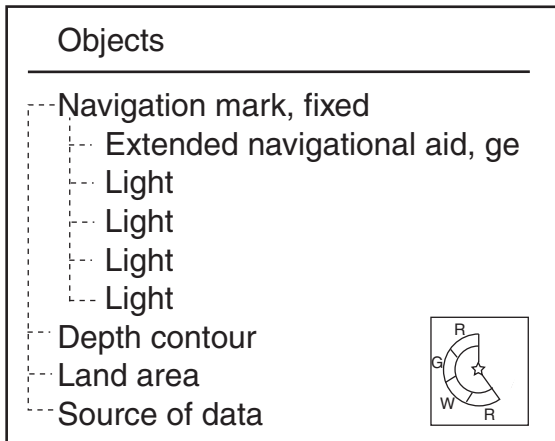 Objects
Navigation mark, fixed
Extended navigational aid, ge
Light
Light
Light
Light
Depth contour
Land area
Source of data
R
G
W
R